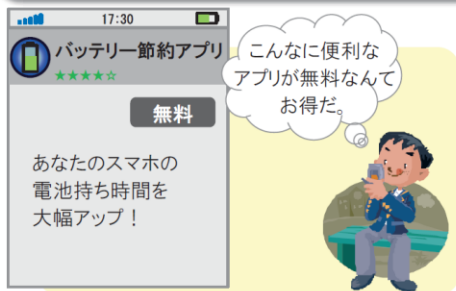 17:30
バッテリー節約アプリ
★★★★☆
無料
あなたのスマホの
電池持ち時間を
大幅アップ！
こんなに便利な
アプリが無料なんて
お得だ。